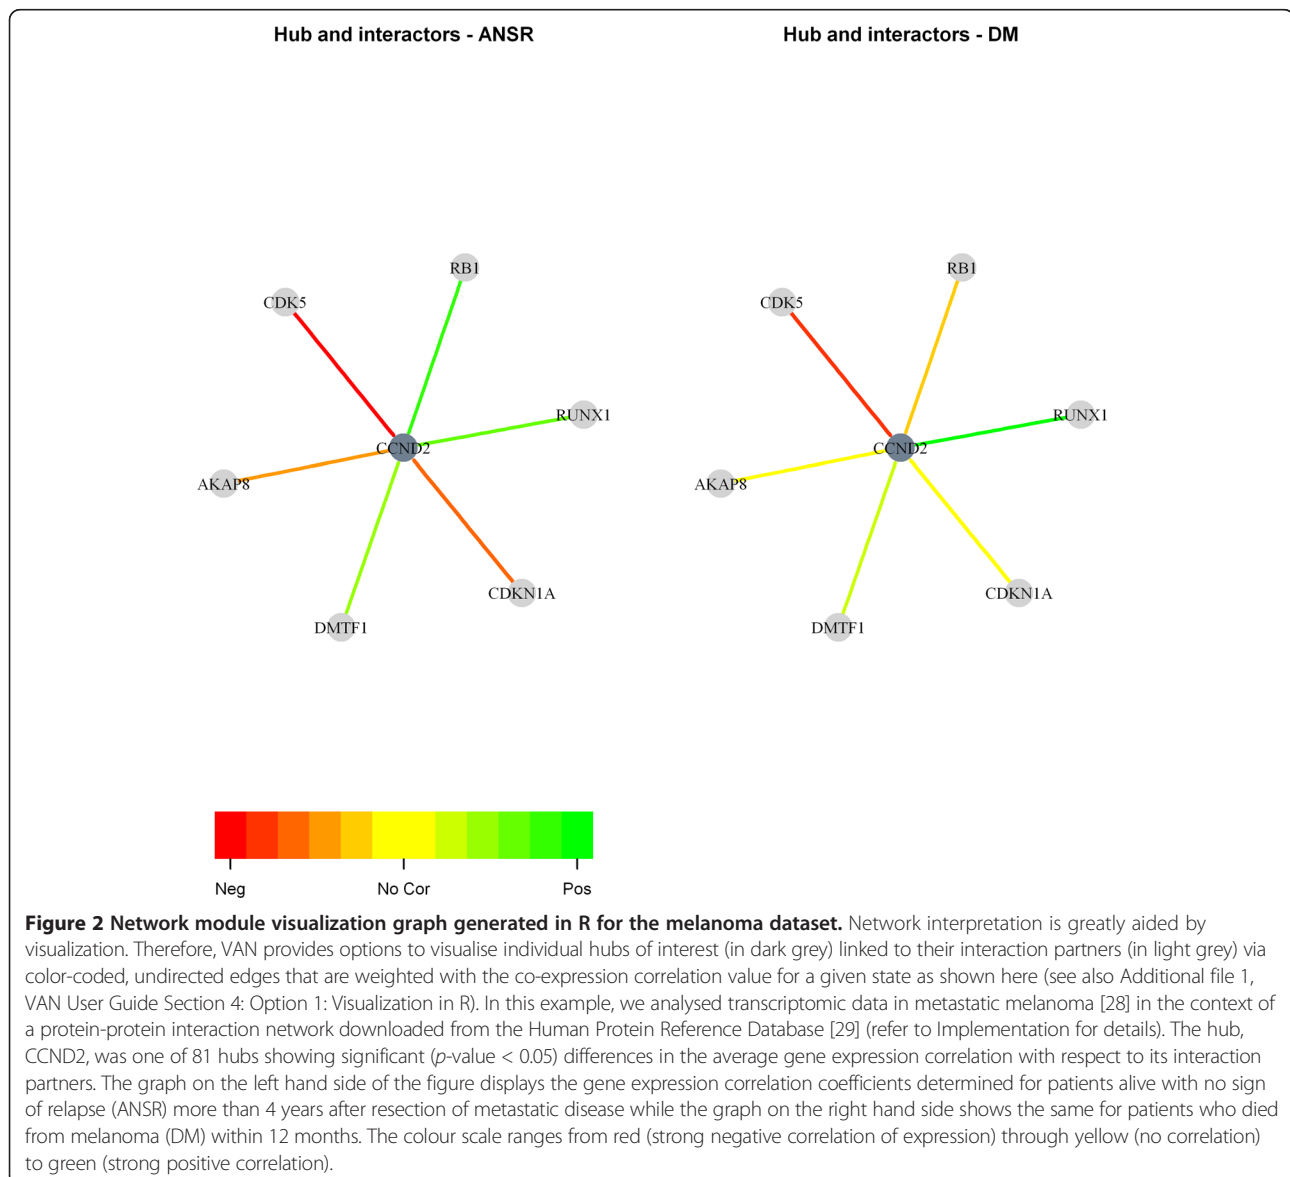 Hub and interactors - ANSR
Hub and interactors - DM
RB1
CDK5
RUNX1
CCND2
AKAP8
CDKN1A
DMTF1
RB1
CDK5
RUNX1
CCND2
AKAP8
CDKN1A
DMTF1
Neg No Cor Pos
Figure 2 Network module visualization graph generated in R for the melanoma dataset. Network interpretation is greatly aided by
visualization. Therefore, VAN provides options to visualise individual hubs of interest (in dark grey) linked to their interaction partners (in light grey) via
color-coded, undirected edges that are weighted with the co-expression correlation value for a given state as shown here (see also Additional file 1,
VAN User Guide Section 4: Option 1: Visualization in R). In this example, we analysed transcriptomic data in metastatic melanoma [28] in the context of
a protein-protein interaction network downloaded from the Human Protein Reference Database [29] (refer to Implementation for details). The hub,
CCND2, was one of 81 hubs showing significant (p-value < 0.05) differences in the average gene expression correlation with respect to its interaction
partners. The graph on the left hand side of the figure displays the gene expression correlation coefficients determined for patients alive with no sign
of relapse (ANSR) more than 4 years after resection of metastatic disease while the graph on the right hand side shows the same for patients who died
from melanoma (DM) within 12 months. The colour scale ranges from red (strong negative correlation of expression) through yellow (no correlation)
to green (strong positive correlation).